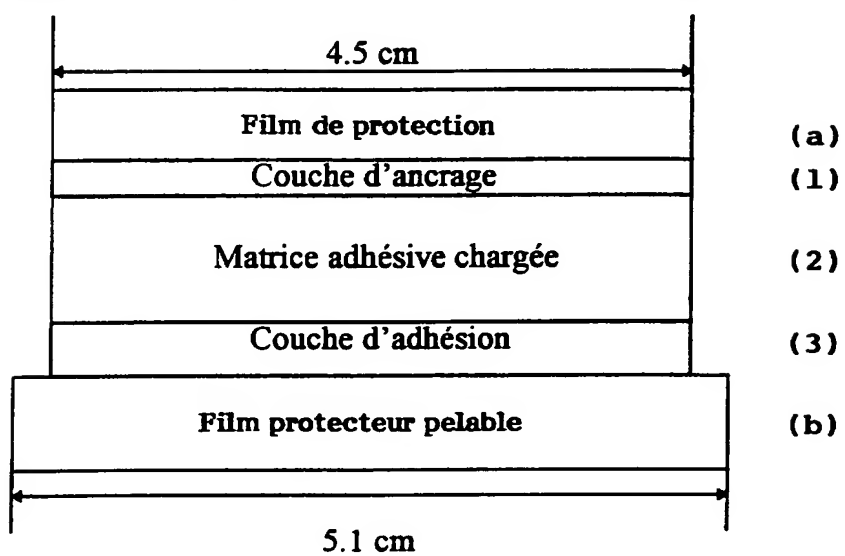 4.5 cm
Film de protection (a)
Couche d'ancrage (1)
Matrice adhésive chargée (2)
Couche d'adhésion (3)
Film protecteur pelable (b)
5.1 cm